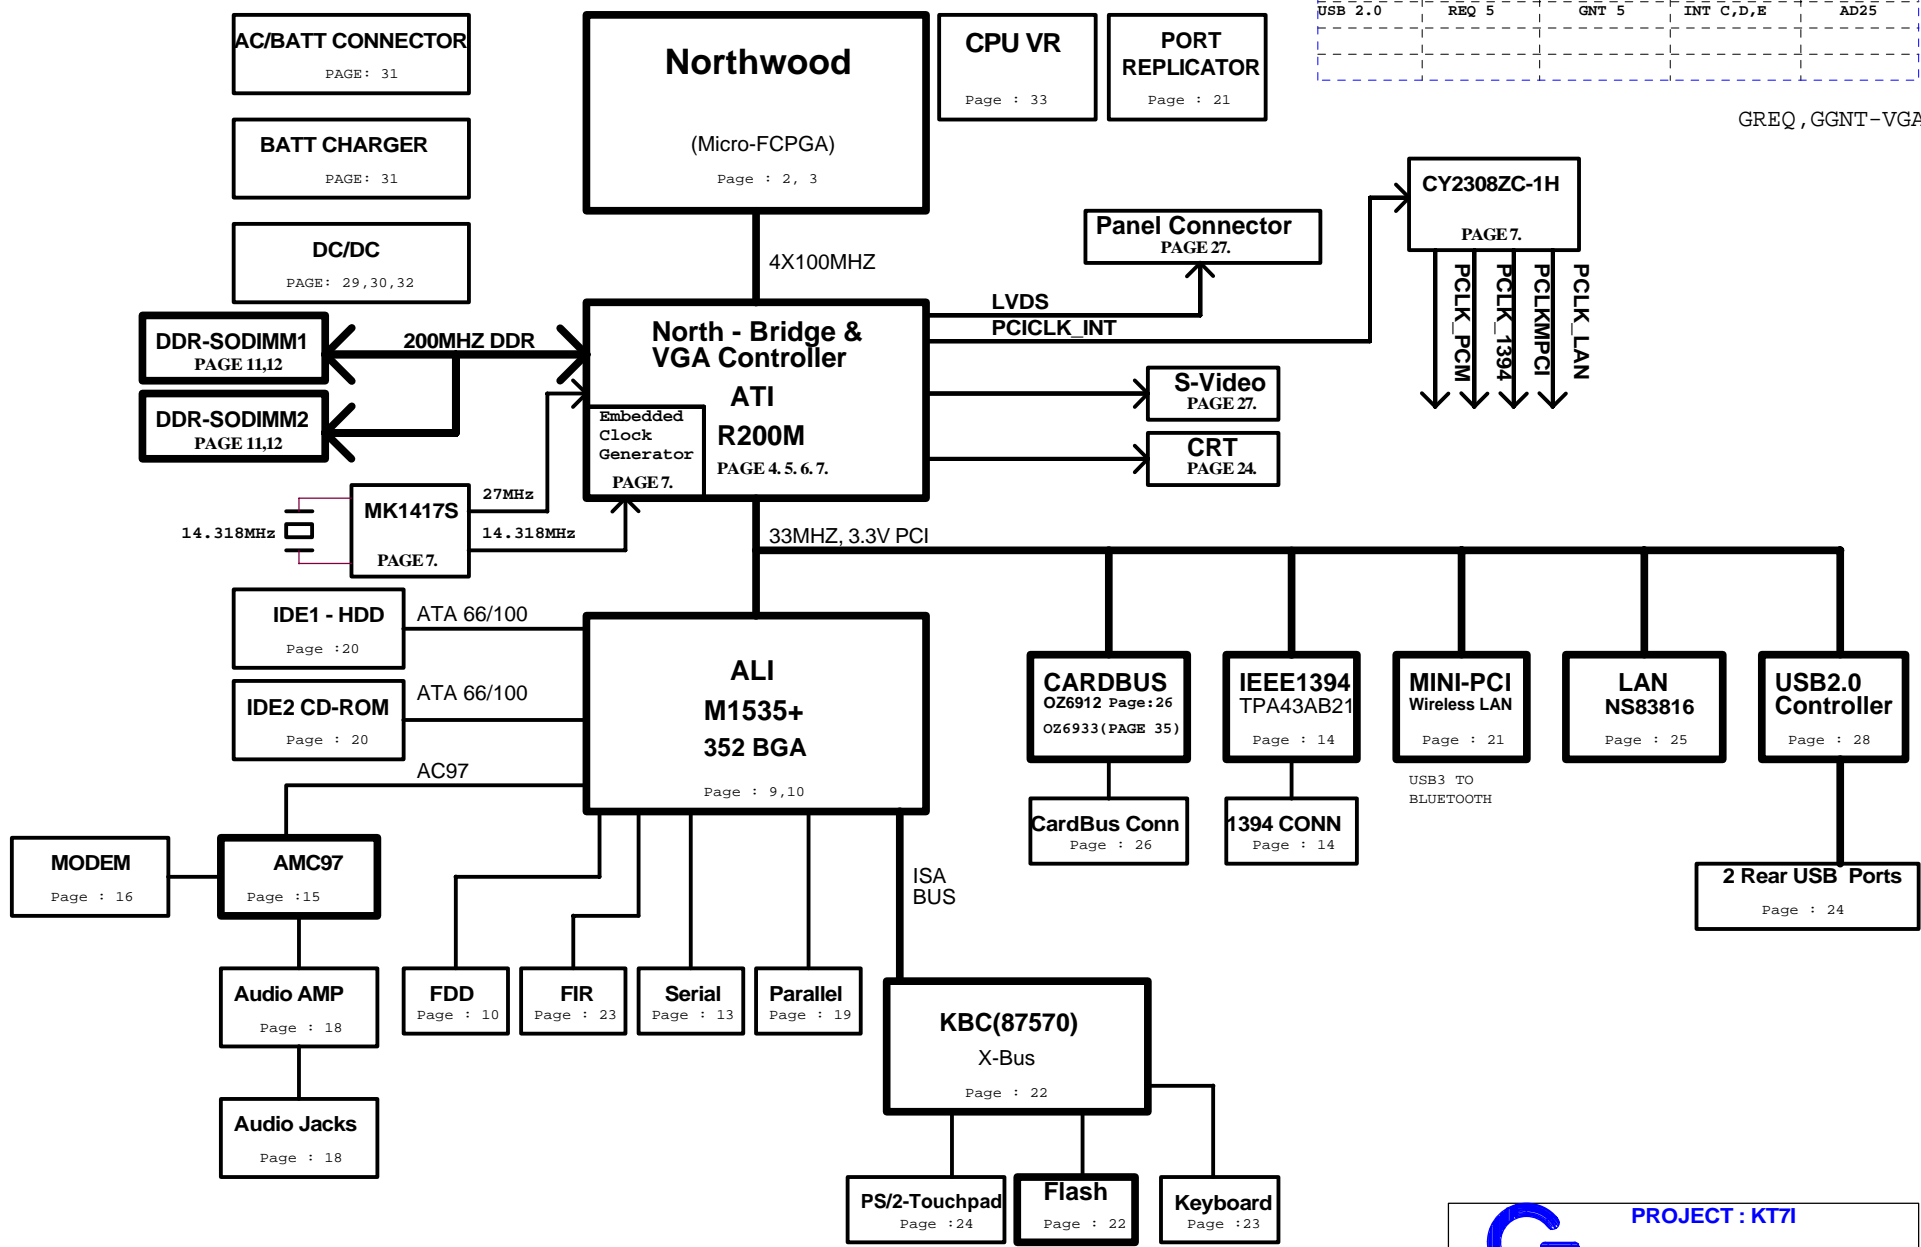 AC/BATT CONNECTOR
PAGE: 31
BATT CHARGER
PAGE: 31
DC/DC
PAGE: 29,30,32
Northwood
(Micro-FCPGA)
Page : 2, 3
CPU VR
Page : 33
PORT
REPLICATOR
Page : 21
USB 2.0 REQ 5 GNT 5 INT C,D,E AD25
GREQ,GGNT-VGA
CY2308ZC-1H
PAGE 7.
PCLK_PCM
PCLK_1394
PCLKMPCI
PCLK_LAN
Panel Connector
PAGE 27.
4X100MHZ
LVDS
PCICLK_INT
DDR-SODIMM1
PAGE 11,12
200MHZ DDR
DDR-SODIMM2
PAGE 11,12
North - Bridge &
VGA Controller
ATI
R200M
PAGE 4. 5. 6. 7.
Embedded
Clock
Generator
PAGE 7.
S-Video
PAGE 27.
CRT
PAGE 24.
14.318MHz
MK1417S
PAGE 7.
27MHz
14.318MHz
33MHZ, 3.3V PCI
IDE1 - HDD
Page :20
ATA 66/100
IDE2 CD-ROM
Page : 20
ATA 66/100
ALI
M1535+
352 BGA
Page : 9,10
AC97
CARDBUS
OZ6912 Page:26
OZ6933(PAGE 35)
IEEE1394
TPA43AB21
Page : 14
MINI-PCI
Wireless LAN
Page : 21
USB3 TO
BLUETOOTH
LAN
NS83816
Page : 25
USB2.0
Controller
Page : 28
CardBus Conn
Page : 26
1394 CONN
Page : 14
2 Rear USB Ports
Page : 24
MODEM
Page : 16
AMC97
Page :15
ISA
BUS
Audio AMP
Page : 18
FDD
Page : 10
FIR
Page : 23
Serial
Page : 13
Parallel
Page : 19
KBC(87570)
X-Bus
Page : 22
Audio Jacks
Page : 18
PS/2-Touchpad
Page :24
Flash
Page : 22
Keyboard
Page :23
PROJECT : KT7I